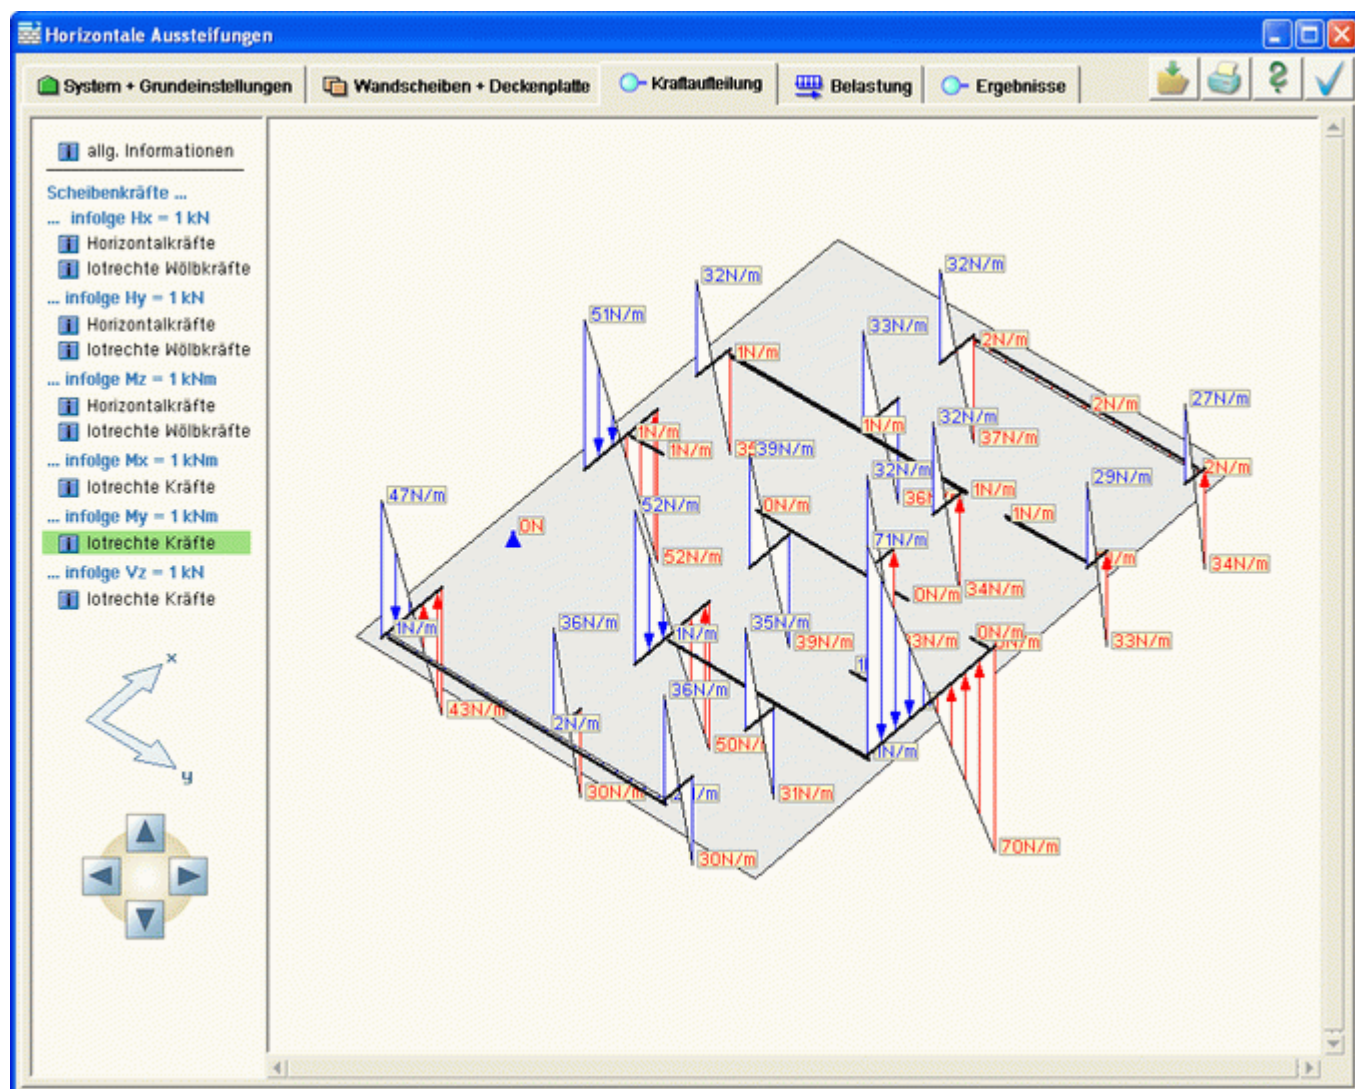 Horizontale Aussteifungen
System + Grundeinstellungen
Wandscheiben + Deckenplatte
Kraftaufteilung
Belastung
Ergebnisse
allg. Informationen
Scheibenkräfte ...
... infolge Hx = 1 kN
Horizontalkräfte
lotrechte Wölbkräfte
... infolge Hy = 1 kN
Horizontalkräfte
lotrechte Wölbkräfte
... infolge Mz = 1 kNm
Horizontalkräfte
lotrechte Wölbkräfte
... infolge Mx = 1 kNm
lotrechte Kräfte
... infolge My = 1 kNm
lotrechte Kräfte
... infolge Vz = 1 kN
lotrechte Kräfte
x
y
32N/m
32N/m
51N/m
33N/m
2N/m
1N/m
27N/m
2N/m
32N/m
1N/m
1N/m
37N/m
1N/m
39N/m
2N/m
32N/m
29N/m
47N/m
1N/m
52N/m
0N/m
1N/m
0N
71N/m
52N/m
34N/m
0N/m
34N/m
36N/m
1N/m
35N/m
1N/m
39N/m
0N/m
33N/m
36N/m
43N/m
2N/m
50N/m
1N/m
30N/m
31N/m
70N/m
30N/m